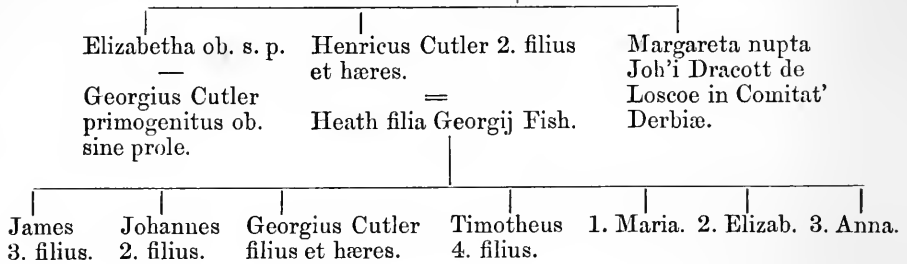 Elizabetha ob. s. p.
—
Georgius Cutler
primogenitus ob.
sine prole.
Henricus Cutler 2. filius
et hæres.
=
Heath filia Georgij Fish.
Margareta nupta
Joh'i Dracott de
Loscoe in Comitat'
Derbiæ.
James
3. filius.
Johannes
2. filius.
Georgius Cutler
filius et hæres.
Timotheus
4. filius.
1. Maria. 2. Elizab. 3. Anna.